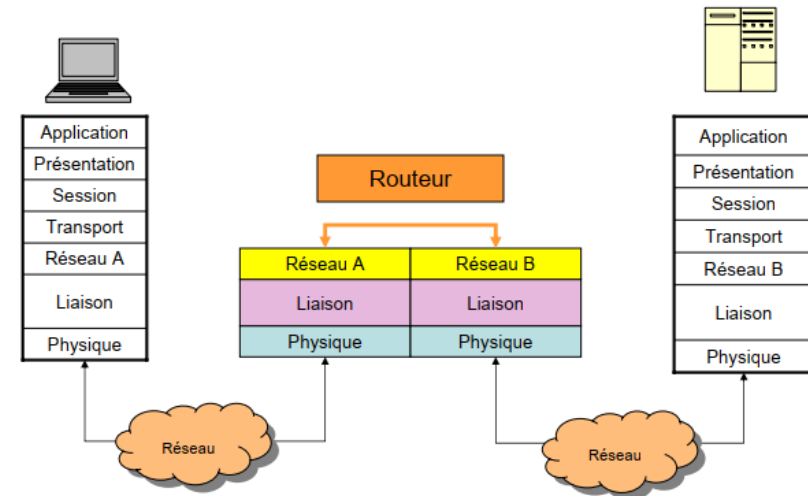 Application
Présentation
Session
Transport
Réseau A
Liaison
Physique
Routeur
Réseau A Réseau B
Liaison Liaison
Physique Physique
Application
Présentation
Session
Transport
Réseau B
Liaison
Physique
Réseau
Réseau